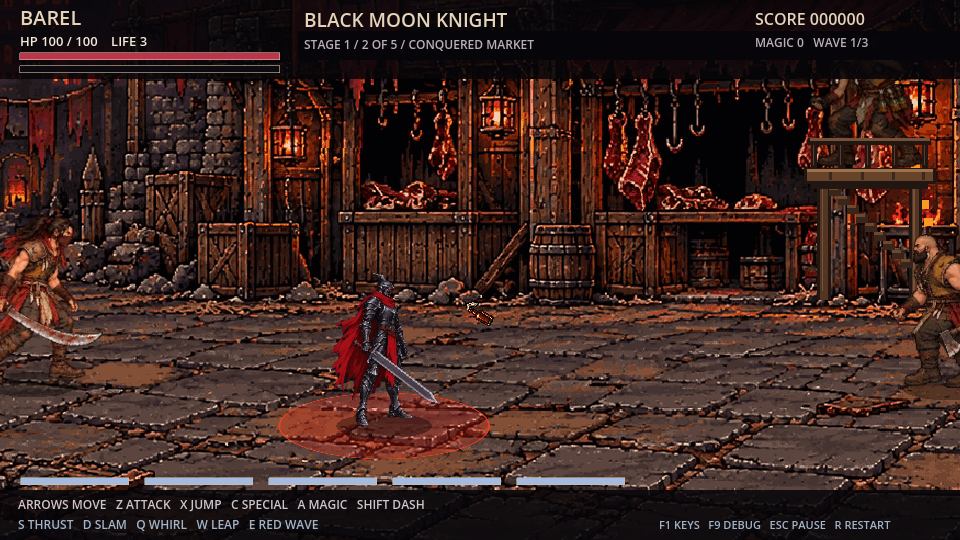 BAREL
HP 100 / 100 LIFE 3
BLACK MOON KNIGHT
STAGE 1 / 2 OF 5 / CONQUERED MARKET
SCORE 000000
MAGIC 0 WAVE 1/3
ARROWS MOVE Z ATTACK X JUMP C SPECIAL A MAGIC SHIFT DASH
S THRUST D SLAM Q WHIRL W LEAP E RED WAVE
F1 KEYS F9 DEBUG ESC PAUSE R RESTART